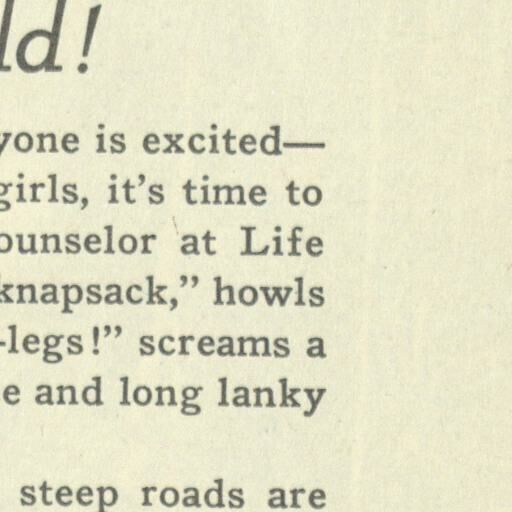 ld!
yone is excited—
girls, it's time to
ounselor at Life
knapsack," howls
-legs!" screams a
e and long lanky
steep roads are